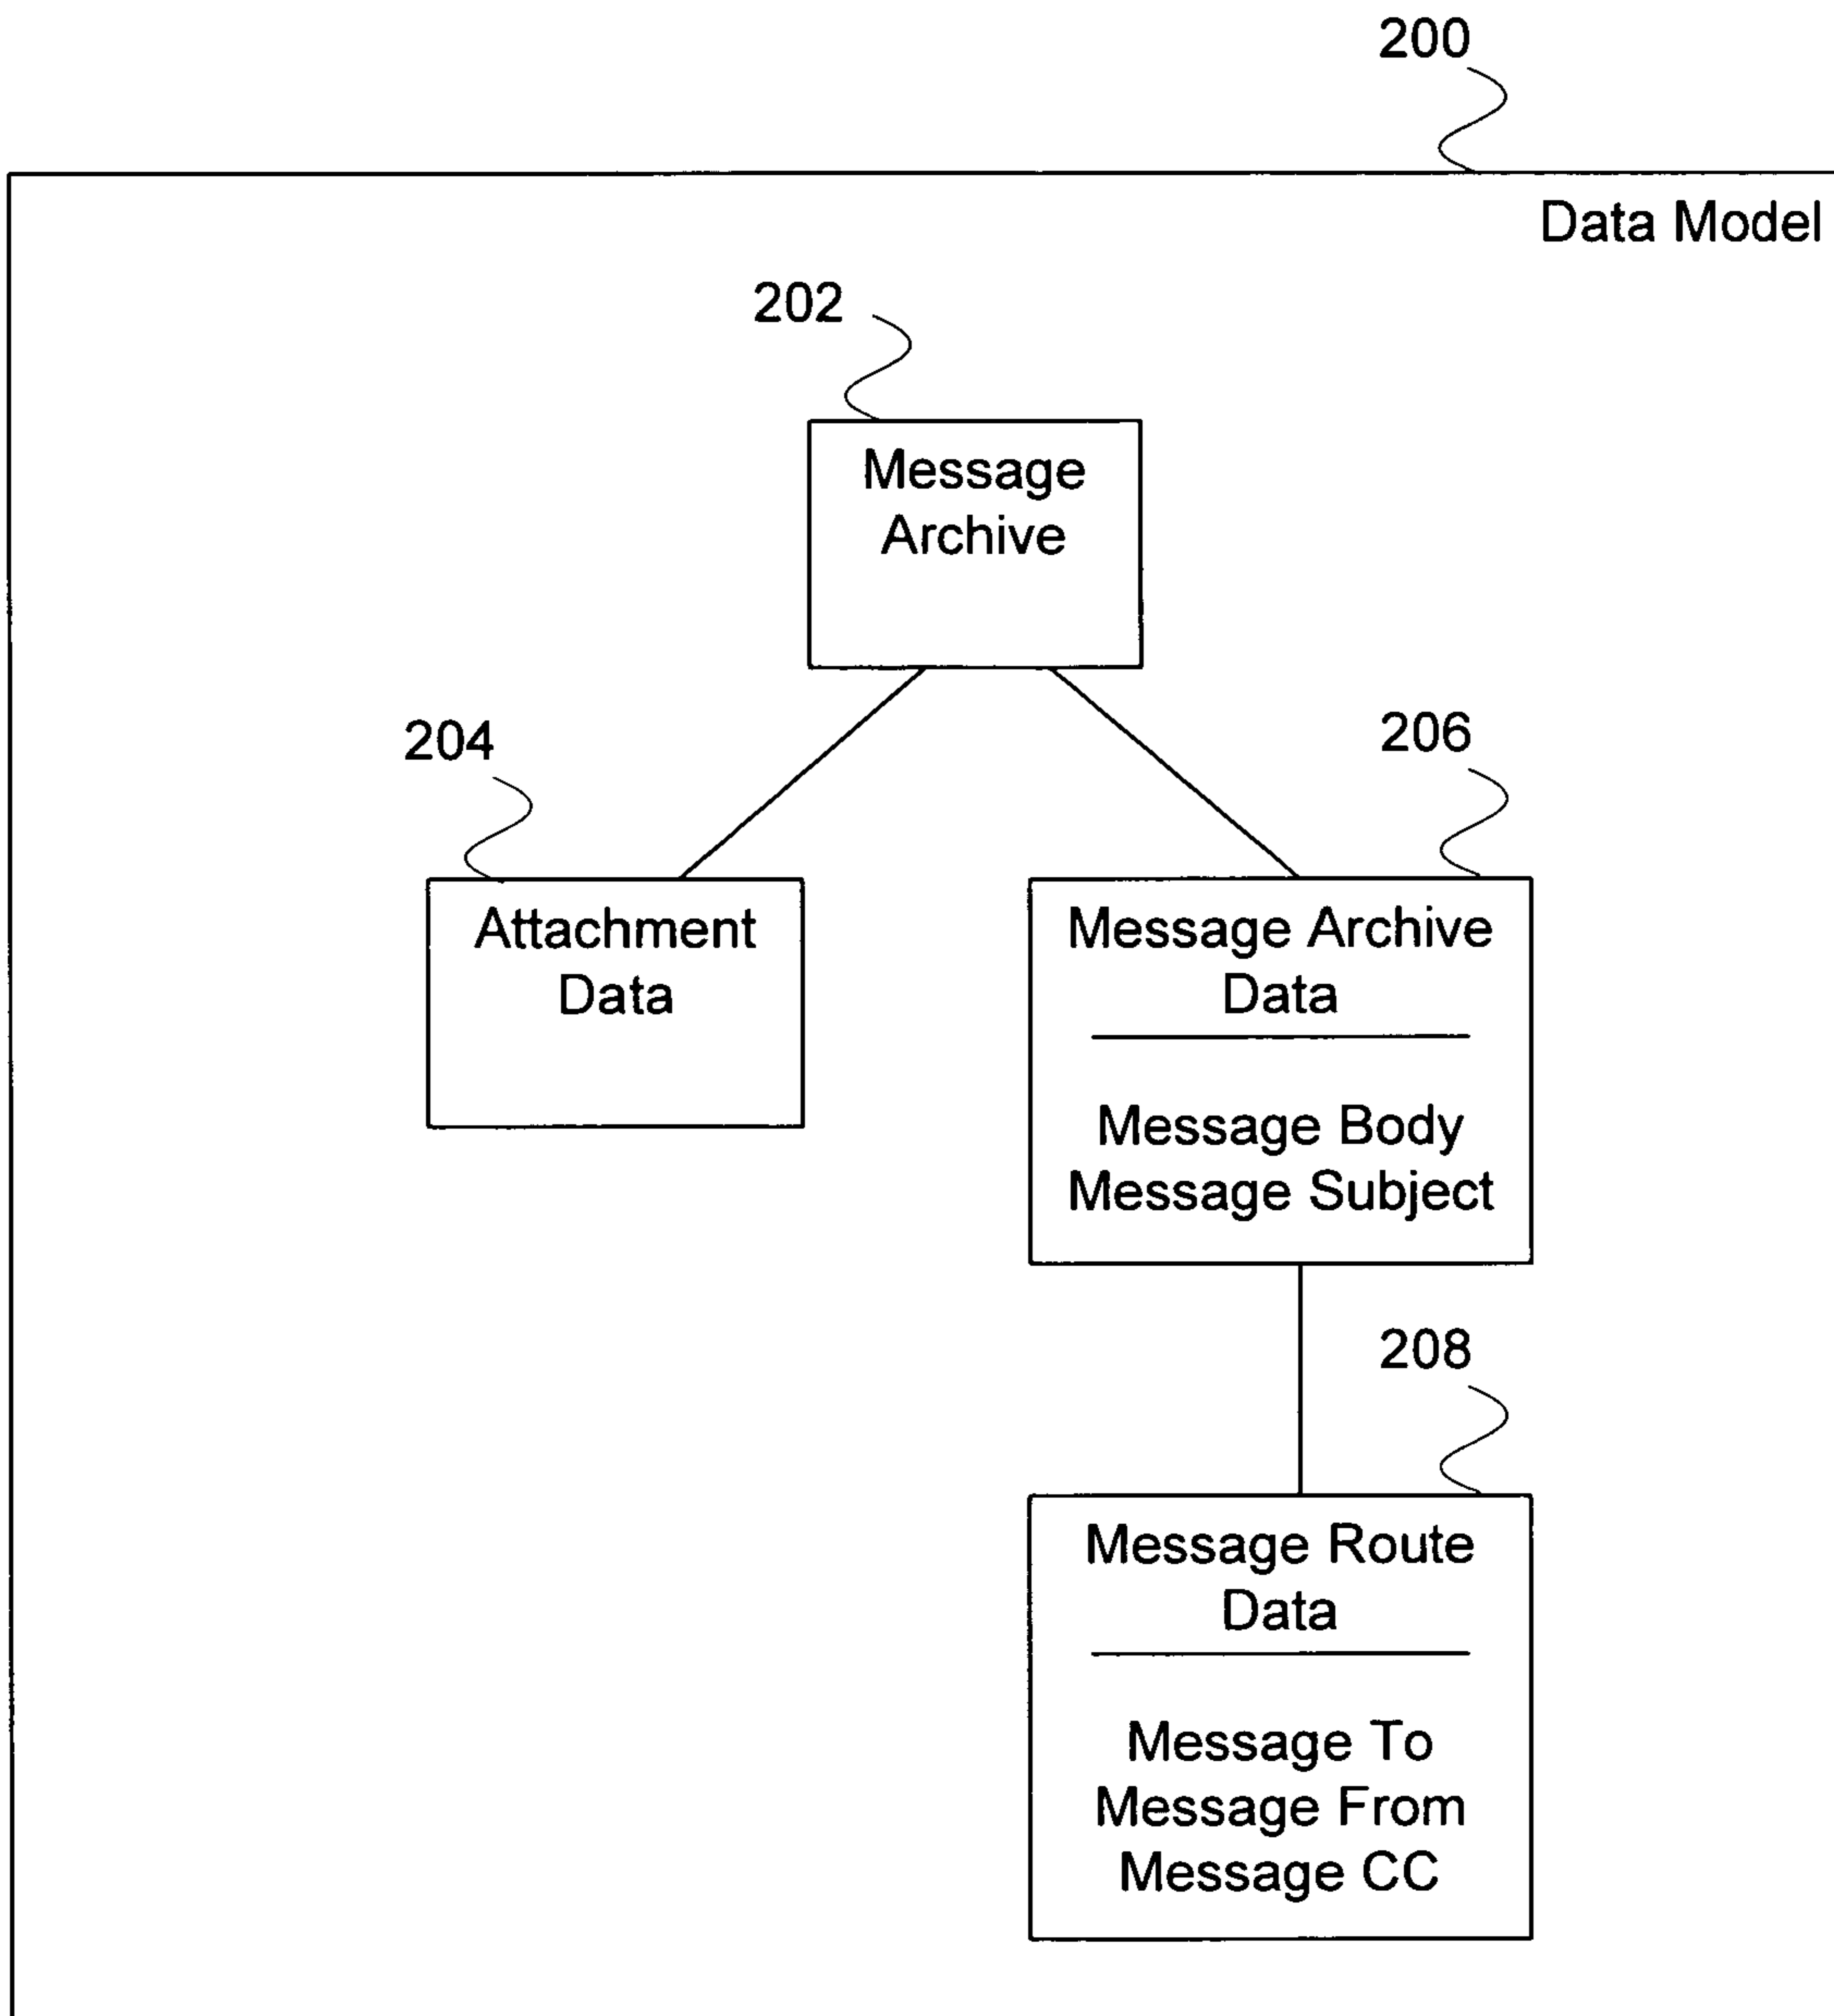 200
Data Model
202
Message
Archive
204
206
Attachment
Data
Message Archive
Data
Message Body
Message Subject
208
Message Route
Data
Message To
Message From
Message CC